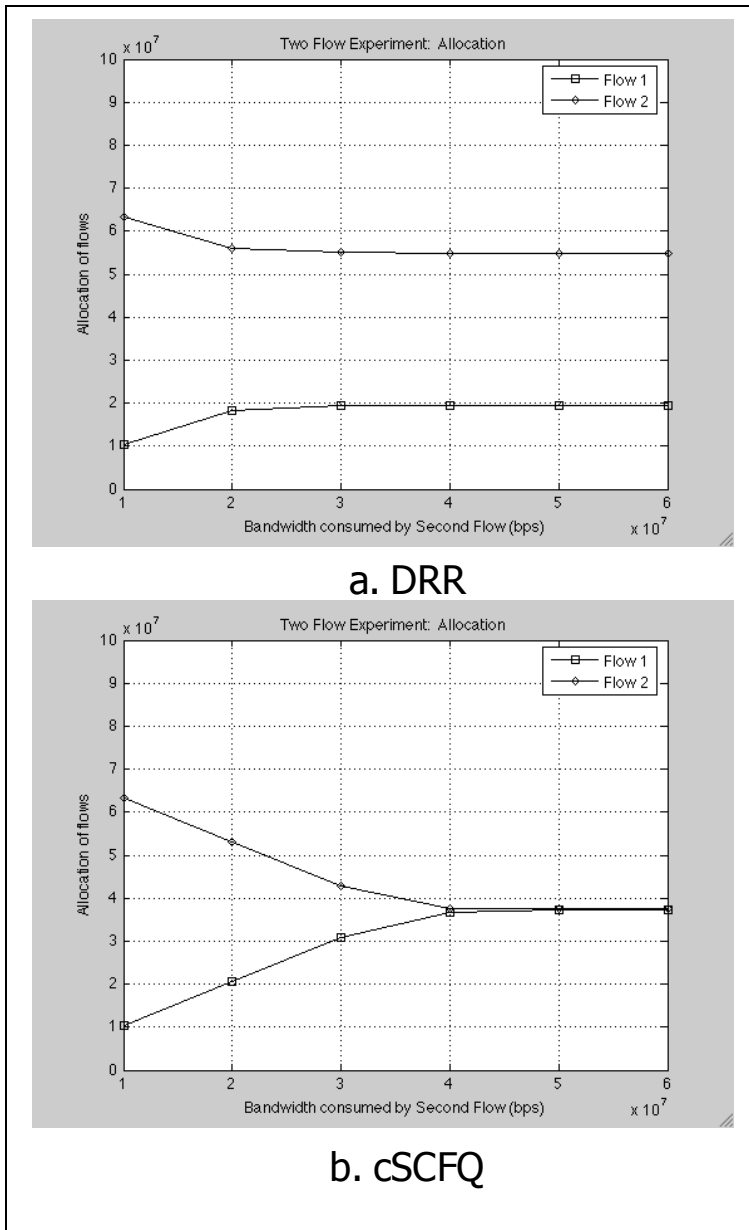 x 10^7
Two Flow Experiment: Allocation
10
9
8
7
6
5
4
3
2
1
0
Allocation of flows
Flow 1
Flow 2
1 2 3 4 5 6
Bandwidth consumed by Second Flow (bps)
x 10^7
a. DRR
x 10^7
Two Flow Experiment: Allocation
10
9
8
7
6
5
4
3
2
1
0
Allocation of flows
Flow 1
Flow 2
1 2 3 4 5 6
Bandwidth consumed by Second Flow (bps)
x 10^7
b. cSCFQ